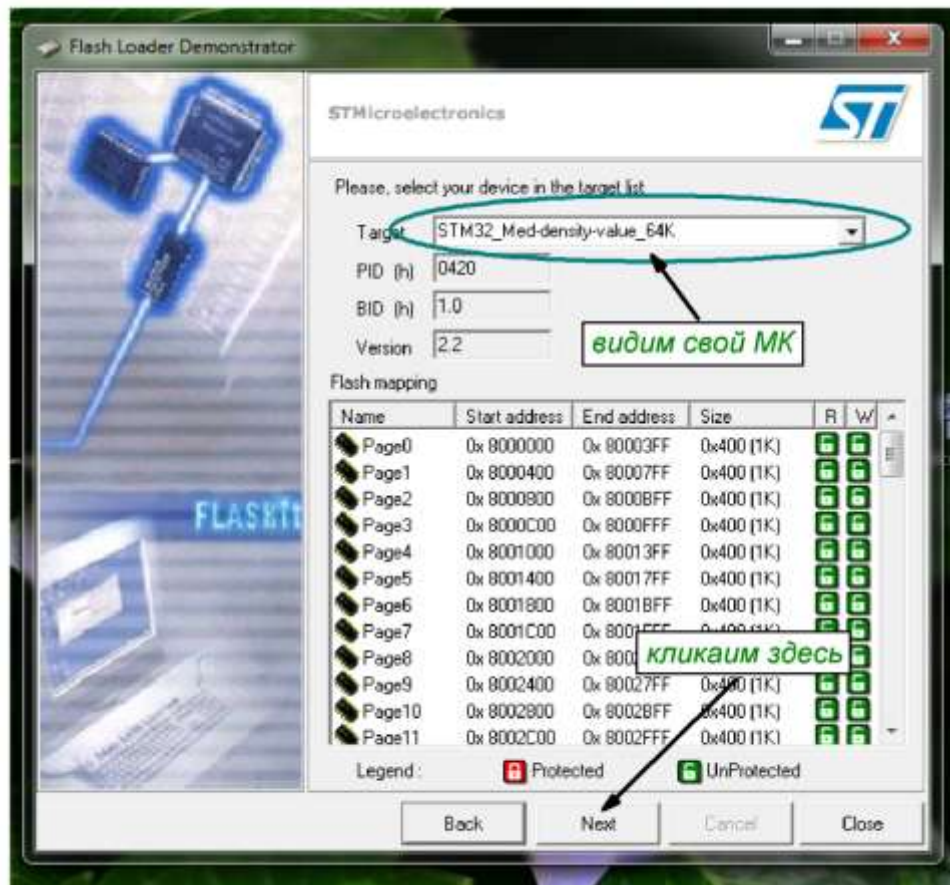 Flash Loader Demonstrator
STMicroelectronics
ST
Please, select your device in the target list
Target STM32_Med-density-value_64K
PID (h) 0420
BID (h) 1.0
Version 2.2
видим свой МК
Flash mapping
Name Start address End address Size R W
Page0 0x 8000000 0x 80003FF 0x400 (1K)
Page1 0x 8000400 0x 80007FF 0x400 (1K)
Page2 0x 8000800 0x 8000BFF 0x400 (1K)
Page3 0x 8000C00 0x 8000FFF 0x400 (1K)
Page4 0x 8001000 0x 80013FF 0x400 (1K)
Page5 0x 8001400 0x 80017FF 0x400 (1K)
Page6 0x 8001800 0x 8001BFF 0x400 (1K)
Page7 0x 8001C00
Page8 0x 8002000
кликаим здесь
Page9 0x 8002400 0x 80027FF 0x400 (1K)
Page10 0x 8002800 0x 8002BFF 0x400 (1K)
Page11 0x 8002C00 0x 8002FFF 0x400 (1K)
Legend : Protected UnProtected
Back Next Cancel Close